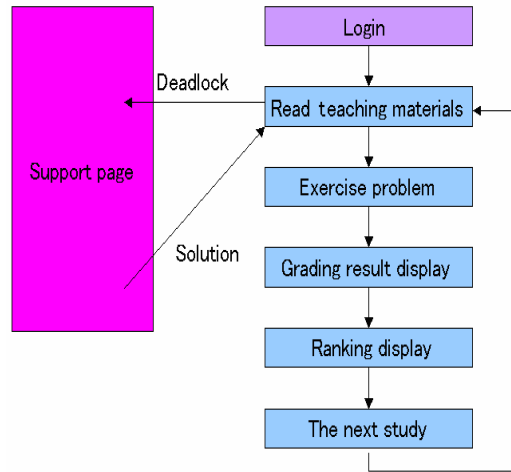 Login
Deadlock
Read teaching materials
Support page
Exercise problem
Solution
Grading result display
Ranking display
The next study